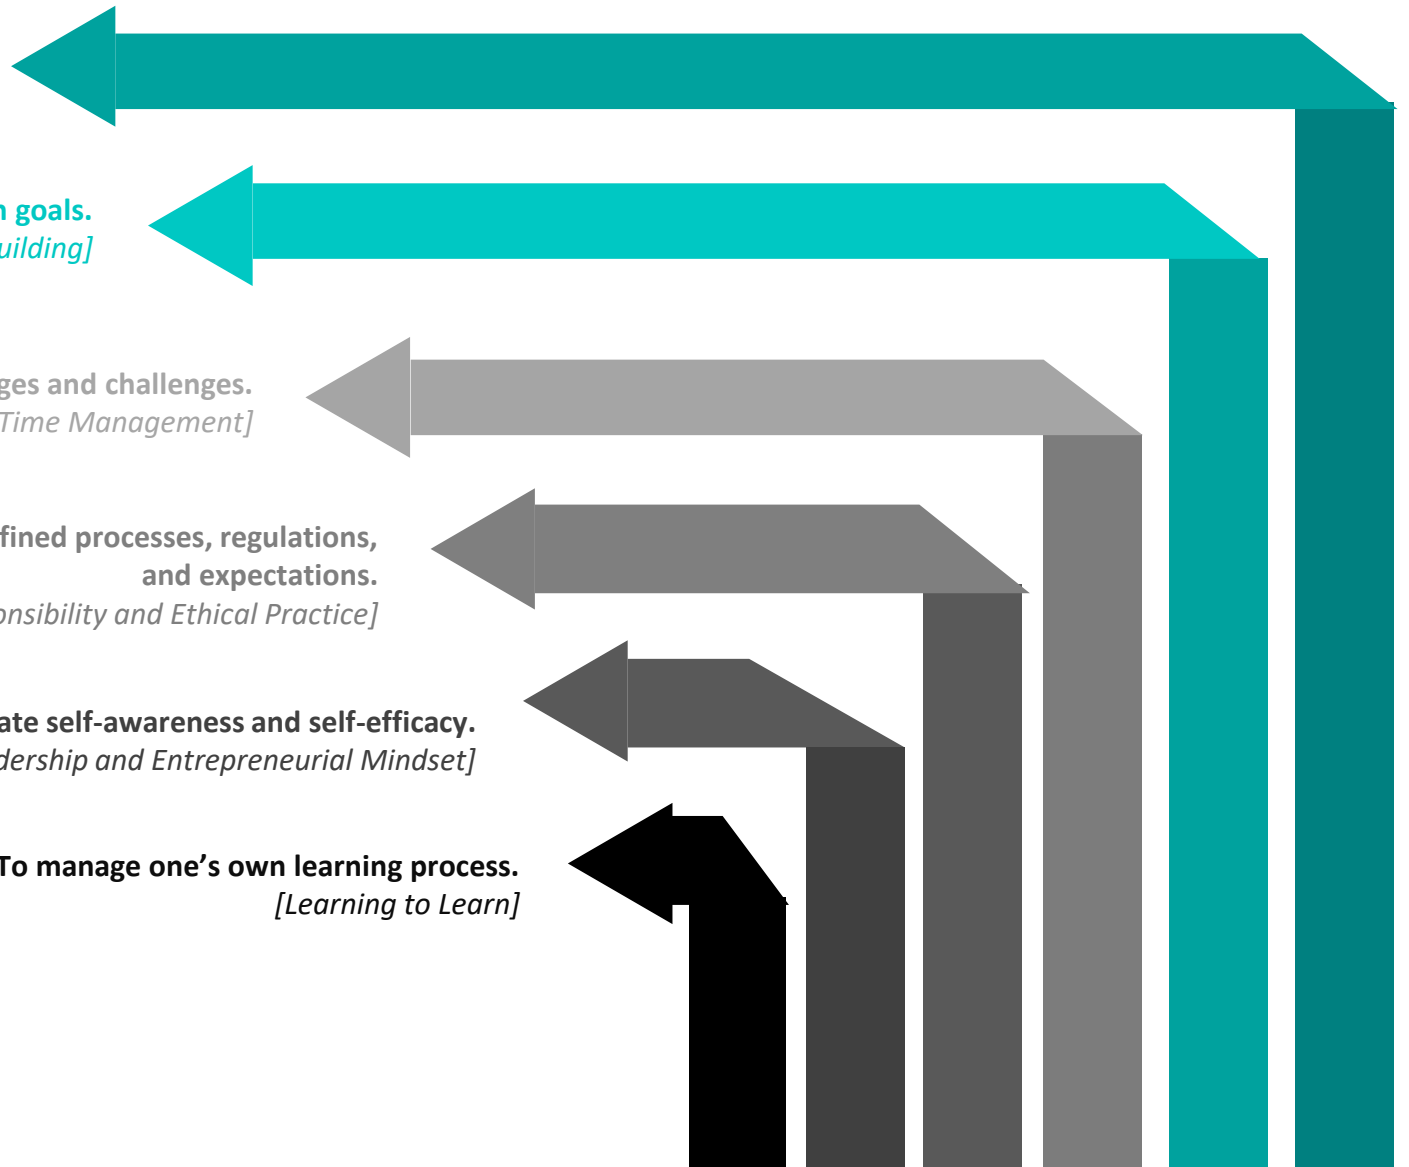 goals.
ges and challenges.
Time Management]
fined processes, regulations,
and expectations.
onsibility and Ethical Practice]
ate self-awareness and self-efficacy.
dership and Entrepreneurial Mindset]
To manage one’s own learning process.
[Learning to Learn]